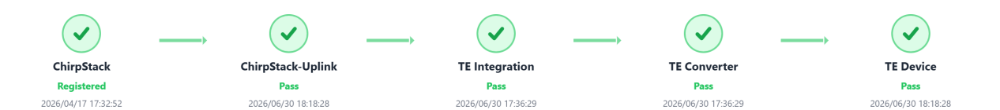 ChirpStack
Registered
2026/04/17 17:32:52
ChirpStack-Uplink
Pass
2026/06/30 18:18:28
TE Integration
Pass
2026/06/30 17:36:29
TE Converter
Pass
2026/06/30 17:36:29
TE Device
Pass
2026/06/30 18:18:28